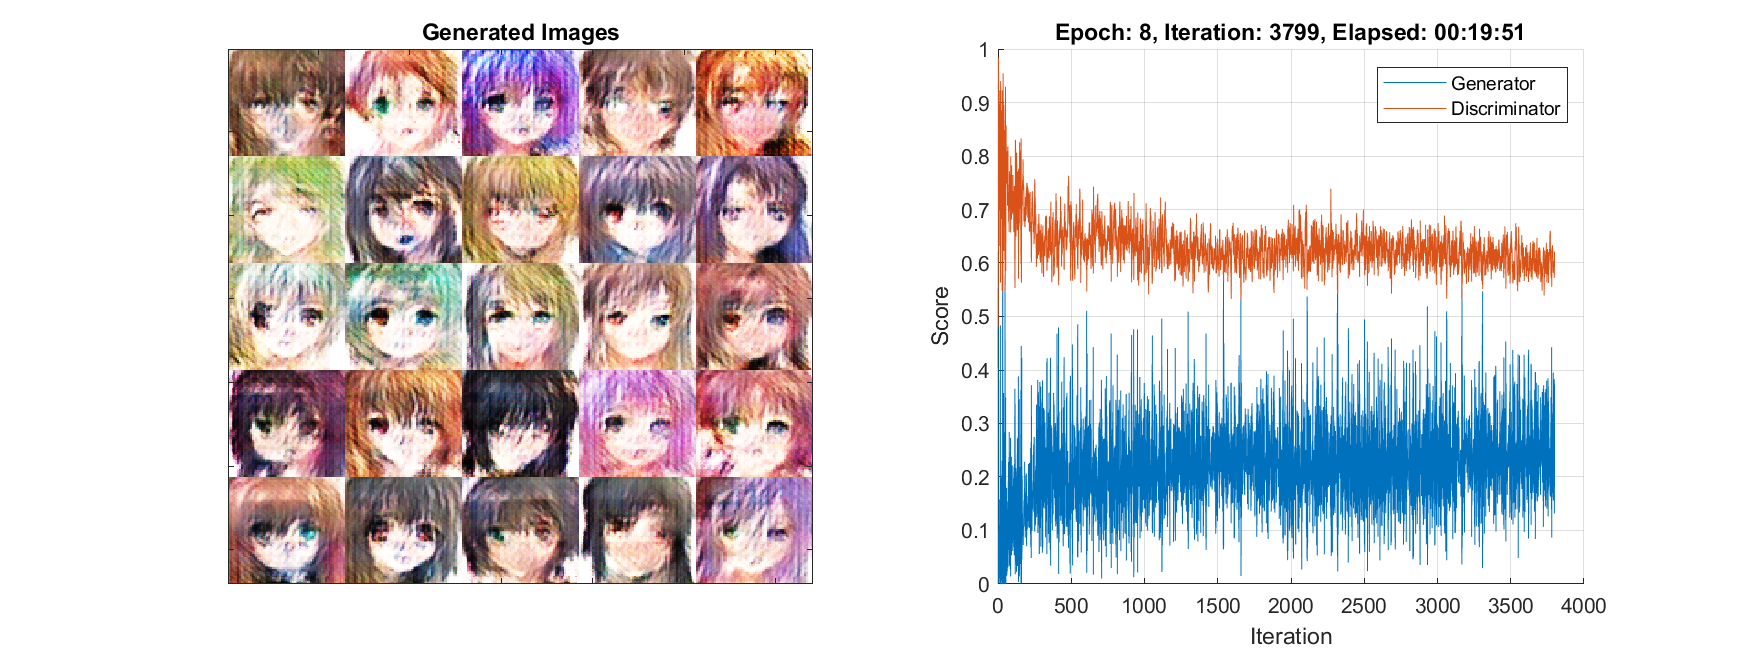 Generated Images
Epoch: 8, Iteration: 3799, Elapsed: 00:19:51
Generator
Discriminator
Score
1
0.9
0.8
0.7
0.6
0.5
0.4
0.3
0.2
0.1
0
0 500 1000 1500 2000 2500 3000 3500 4000
Iteration